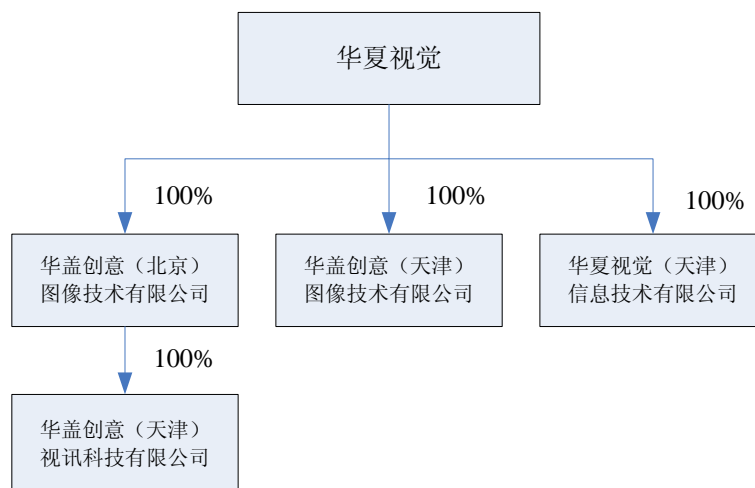 华夏视觉
100%
100%
100%
华盖创意（北京）
图像技术有限公司
华盖创意（天津）
图像技术有限公司
华夏视觉（天津）
信息技术有限公司
100%
华盖创意（天津）
视讯科技有限公司